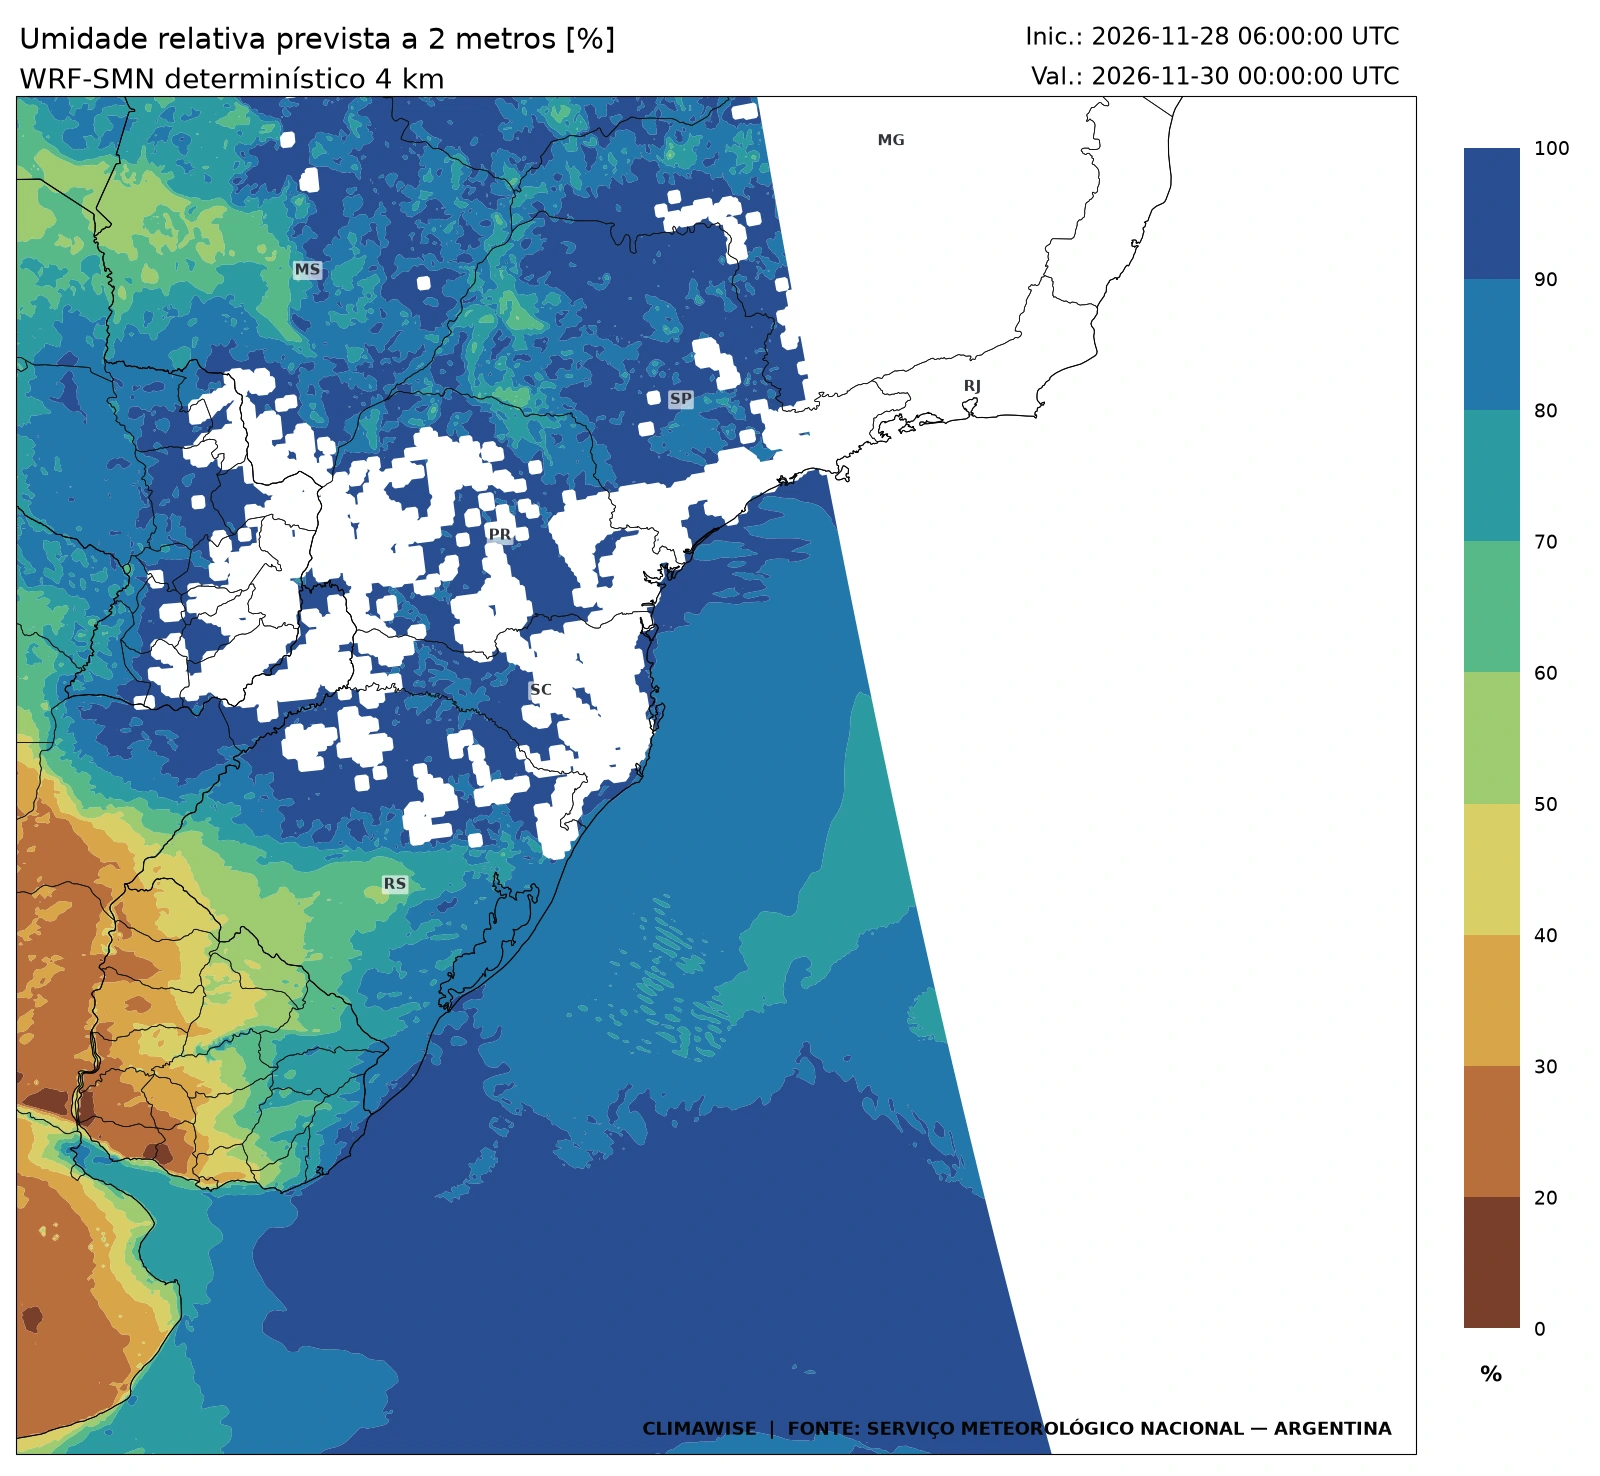 Umidade relativa prevista a 2 metros [%]
WRF-SMN determinístico 4 km
Inic.: 2026-11-28 06:00:00 UTC
Val.: 2026-11-30 00:00:00 UTC
MG
MS
RJ
SP
PR
SC
RS
100
90
80
70
60
50
40
30
20
0
%
CLIMAWISE | FONTE: SERVIÇO METEOROLÓGICO NACIONAL — ARGENTINA